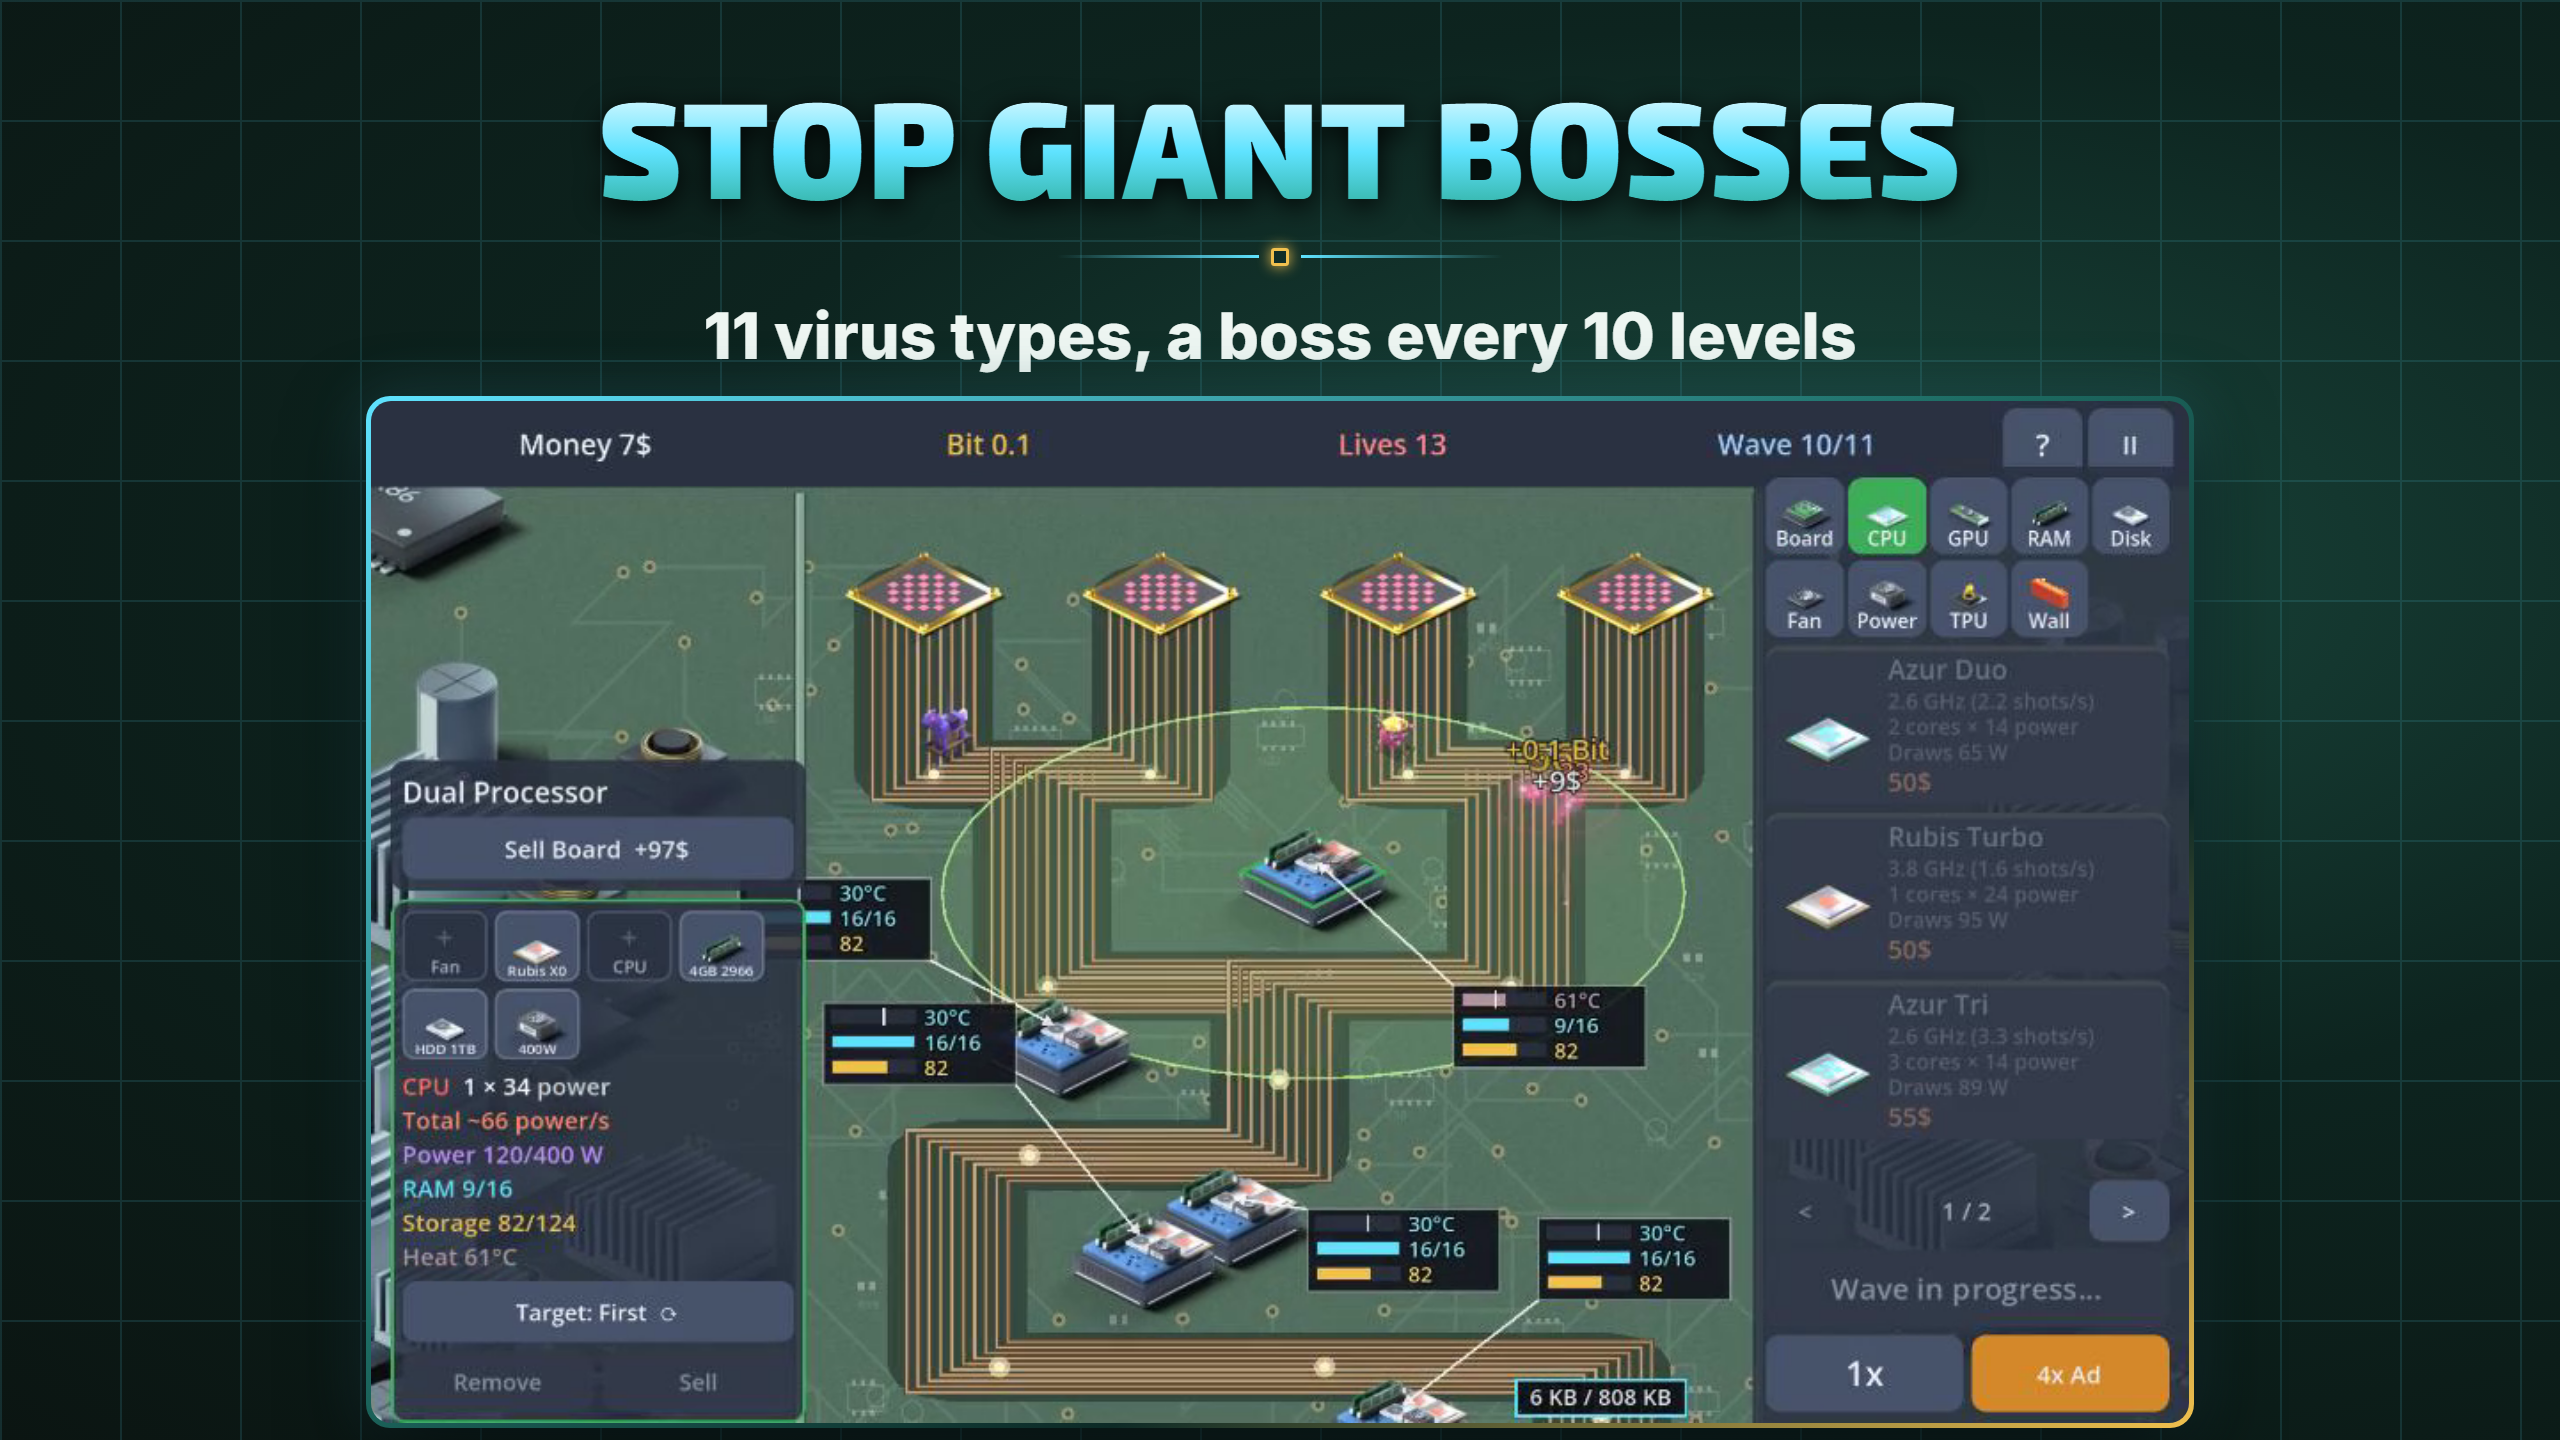 STOP GIANT BOSSES
11 virus types, a boss every 10 levels
Money 7$
Bit 0.1
Lives 13
Wave 10/11
?
II
Board
CPU
GPU
RAM
Disk
Fan
Power
TPU
Wall
Azur Duo
2.6 GHz (2.2 shots/s)
2 cores × 14 power
Draws 65 W
50$
Rubis Turbo
3.8 GHz (1.6 shots/s)
1 cores × 24 power
Draws 95 W
50$
Azur Tri
2.6 GHz (3.3 shots/s)
3 cores × 14 power
Draws 89 W
55$
<
1 / 2
>
Wave in progress...
1x
4x Ad
Dual Processor
Sell Board +97$
+
Fan
Rubis X0
+
CPU
4GB 2966
HDD 1TB
400W
CPU 1 × 34 power
Total ~66 power/s
Power 120/400 W
RAM 9/16
Storage 82/124
Heat 61°C
Target: First
Remove
Sell
+0.1 Bit
+9$
30°C
16/16
82
30°C
16/16
82
61°C
9/16
82
30°C
16/16
82
30°C
16/16
82
6 KB / 808 KB